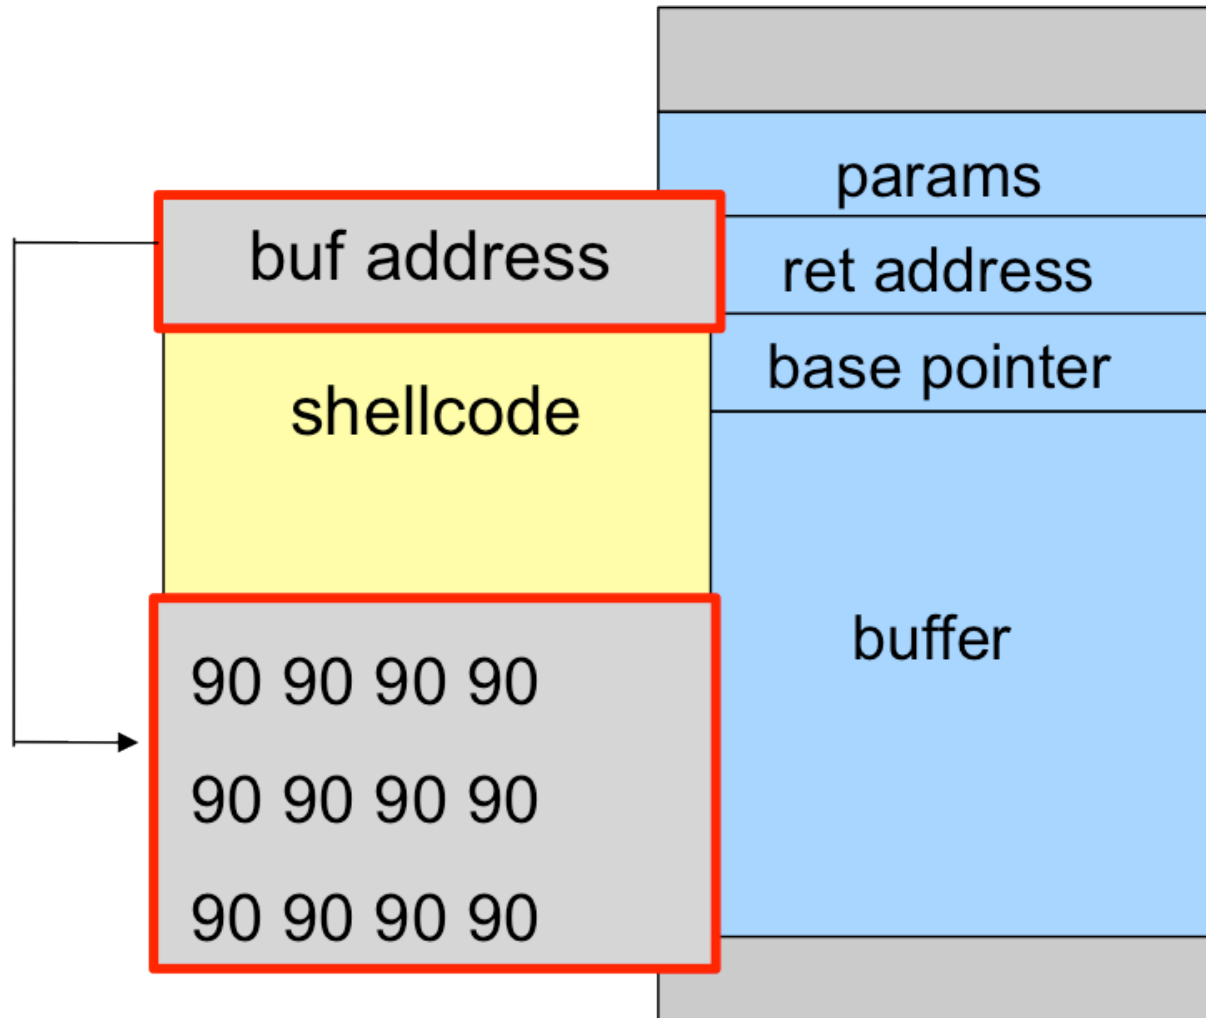 params
buf address
ret address
base pointer
shellcode
buffer
90 90 90 90
90 90 90 90
90 90 90 90